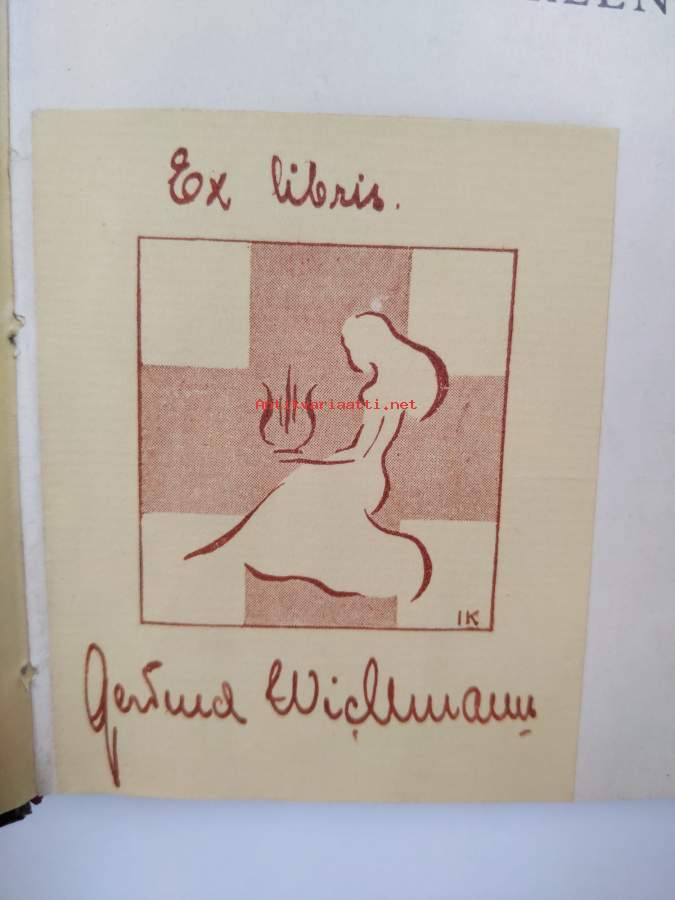 Ex libris.
Antikvariaatti.net
IK
Gertrud Wichmann